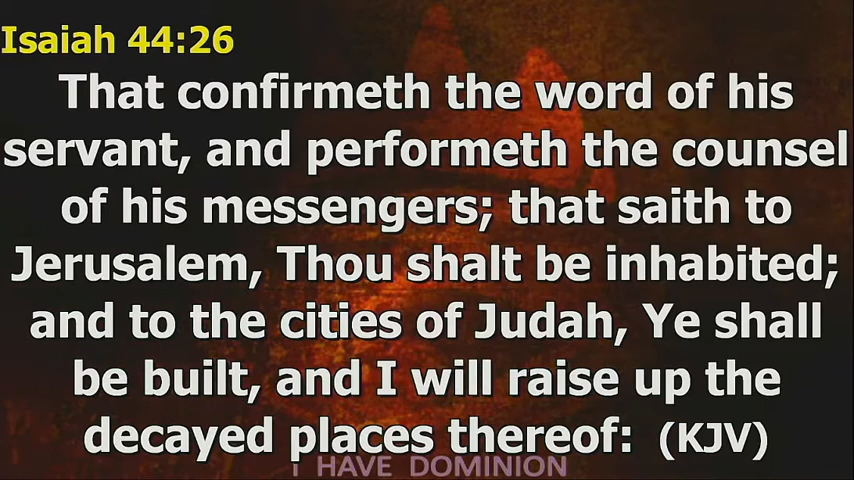 Isaiah 44:26
That confirmeth the word of his
servant, and performeth the counsel
of his messengers; that saith to
Jerusalem, Thou shalt be inhabited;
and to the cities of Judah, Ye shall
be built, and I will raise up the
decayed places thereof: (KJV)
I HAVE DOMINION